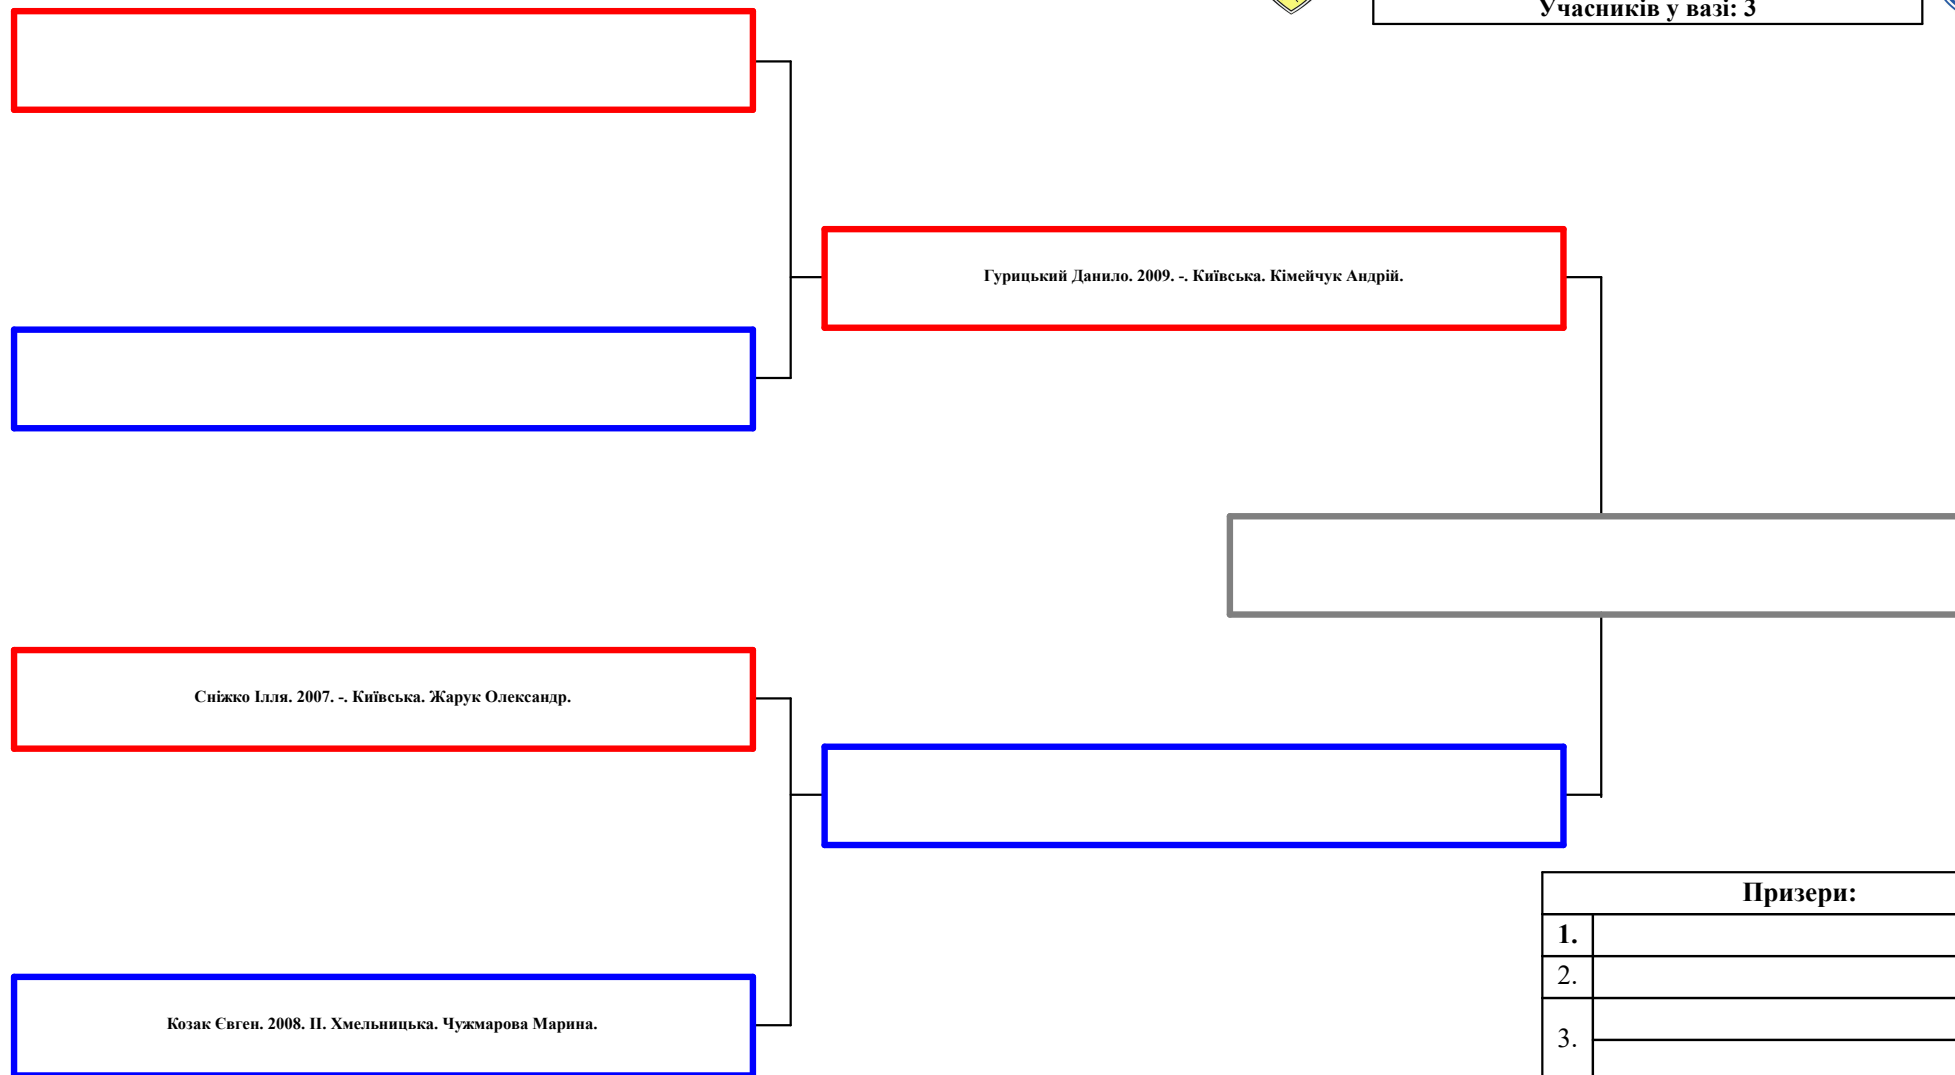 Учасників у вазі: 3
Гурицький Данило. 2009. -. Київська. Кімейчук Андрій.
Сніжко Ілля. 2007. -. Київська. Жарук Олександр.
Козак Євген. 2008. II. Хмельницька. Чужмарова Марина.
Призери:
1.
2.
3.